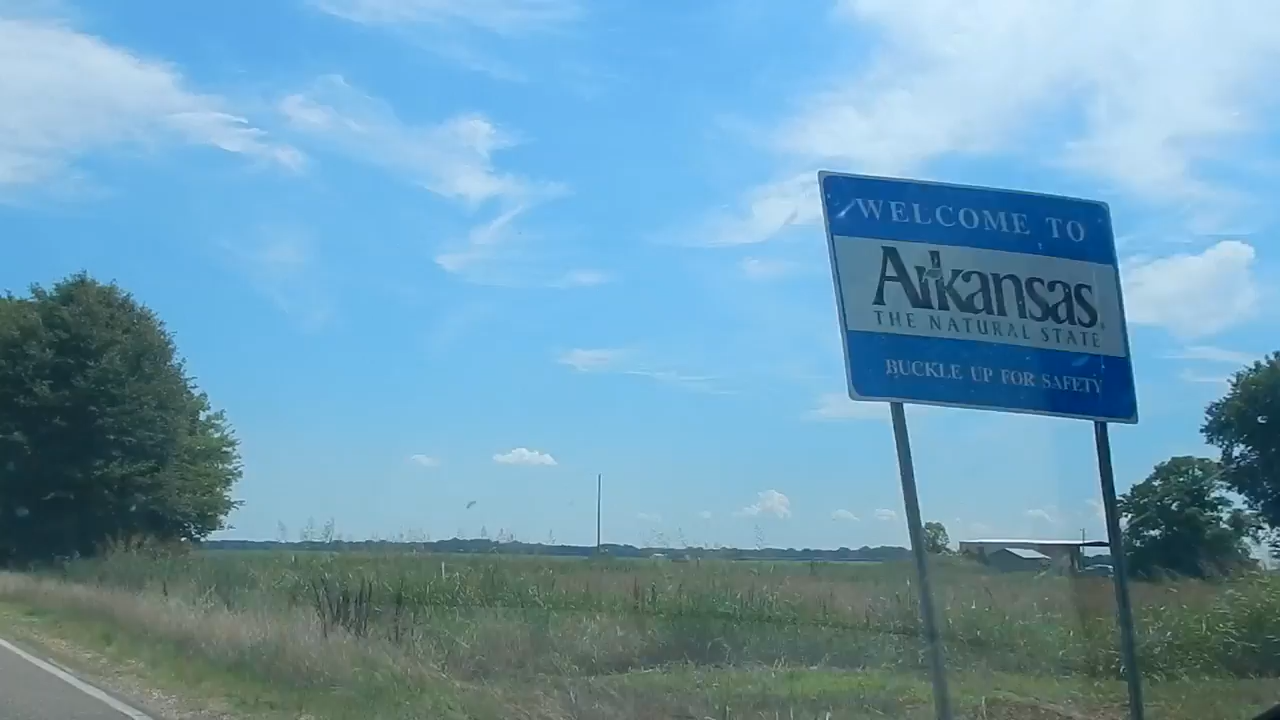 WELCOME TO
Arkansas
THE NATURAL STATE
BUCKLE UP FOR SAFETY